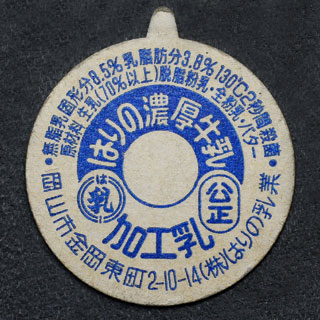 ・無脂乳固形分8.5%乳脂肪分3.8%130℃2秒間殺菌・
原材料 生乳(70%以上)脱脂粉乳・全粉乳・バター
はりの濃厚牛乳
は乳
公正
加工乳
岡山市金岡東町2-10-14(株)はりの乳業